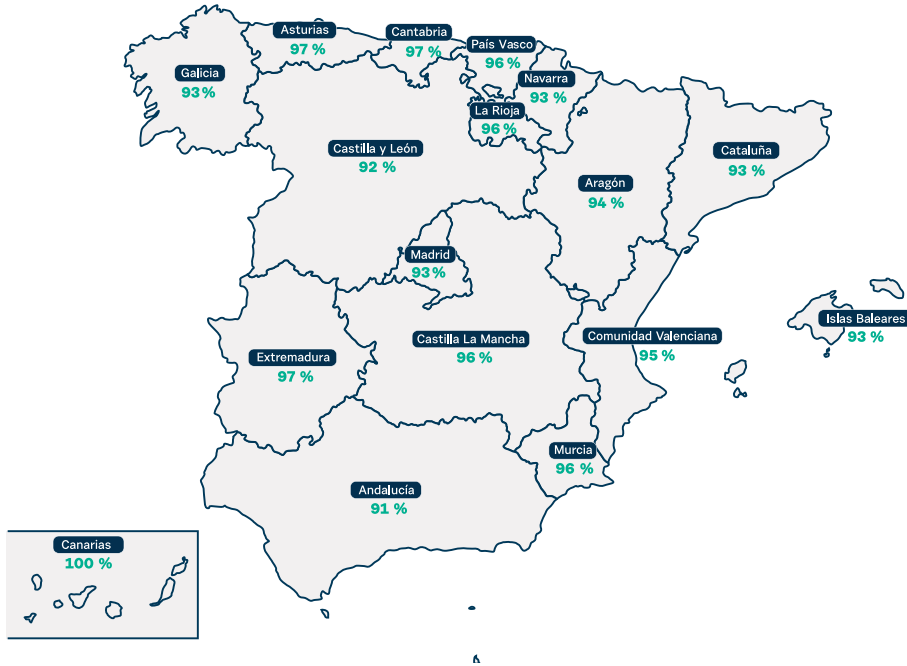 Asturias
97 %
Cantabria
97 %
País Vasco
96 %
Galicia
93 %
Navarra
93 %
La Rioja
96 %
Castilla y León
92 %
Cataluña
93 %
Aragón
94 %
Madrid
93 %
Islas Baleares
93 %
Castilla La Mancha
96 %
Comunidad Valenciana
95 %
Extremadura
97 %
Murcia
96 %
Andalucía
91 %
Canarias
100 %